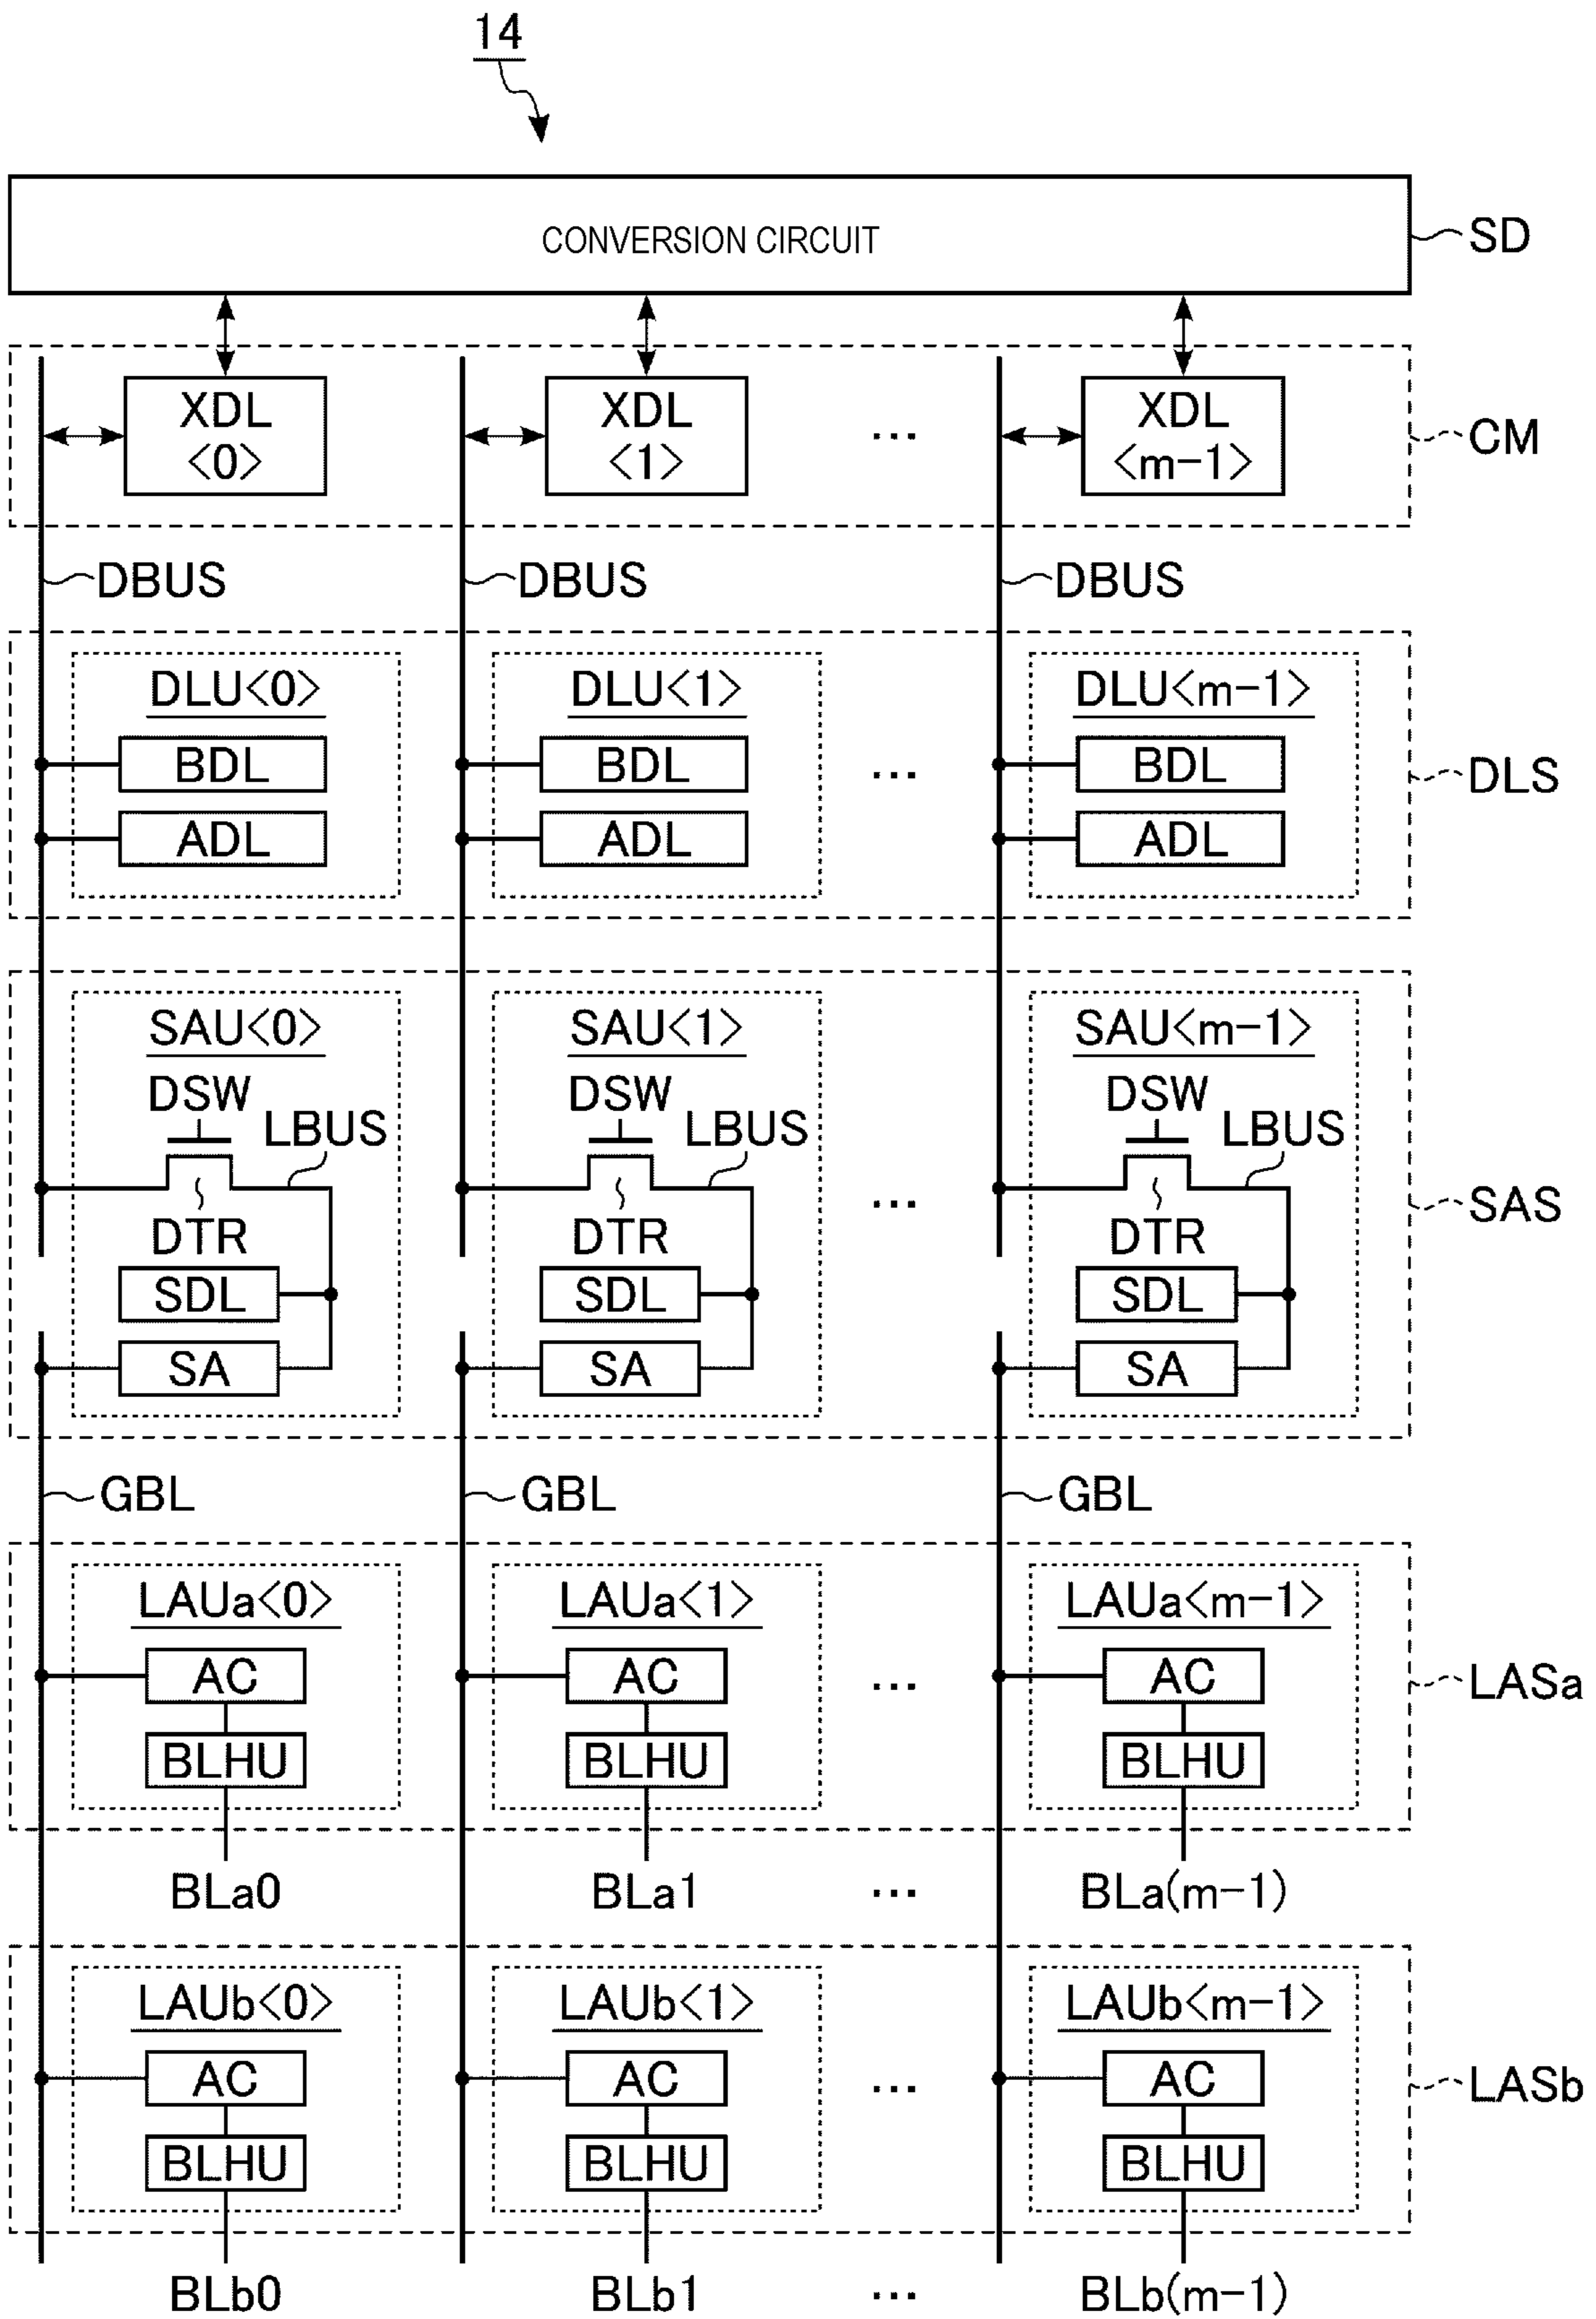 14
CONVERSION CIRCUIT
SD
XDL <0>
XDL <1>
...
XDL <m-1>
CM
DBUS
DBUS
DBUS
DLU<0>
DLU<1>
DLU<m-1>
BDL
BDL
...
BDL
DLS
ADL
ADL
ADL
SAU<0>
SAU<1>
SAU<m-1>
DSW
DSW
DSW
LBUS
LBUS
LBUS
...
SAS
DTR
DTR
DTR
SDL
SDL
SDL
SA
SA
SA
GBL
GBL
GBL
LAUa<0>
LAUa<1>
LAUa<m-1>
AC
AC
...
AC
LASa
BLHU
BLHU
BLHU
BLa0
BLa1
...
BLa(m-1)
LAUb<0>
LAUb<1>
LAUb<m-1>
AC
AC
...
AC
LASb
BLHU
BLHU
BLHU
BLb0
BLb1
...
BLb(m-1)